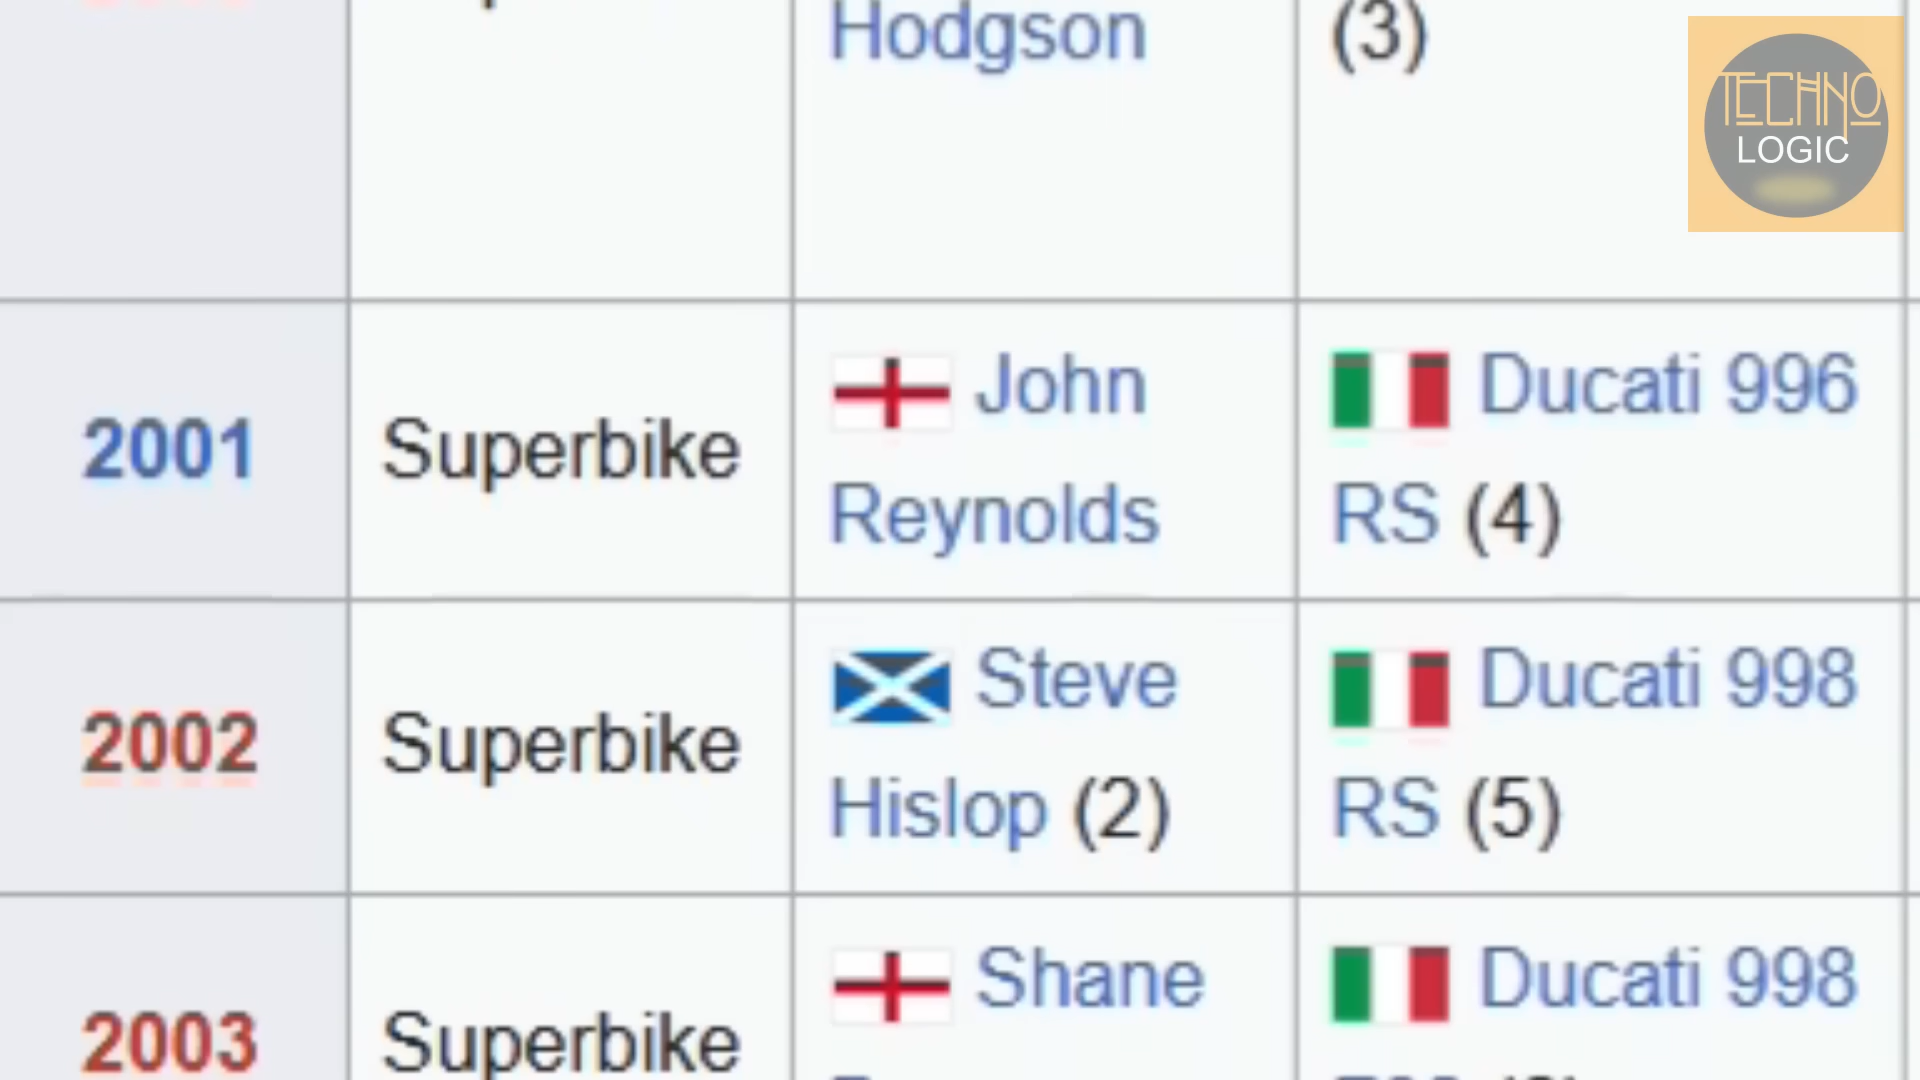 Hodgson
(3)
TECHNO
LOGIC
2001
Superbike
John
Reynolds
Ducati 996
RS (4)
2002
Superbike
Steve
Hislop (2)
Ducati 998
RS (5)
2003
Superbike
Shane
Ducati 998